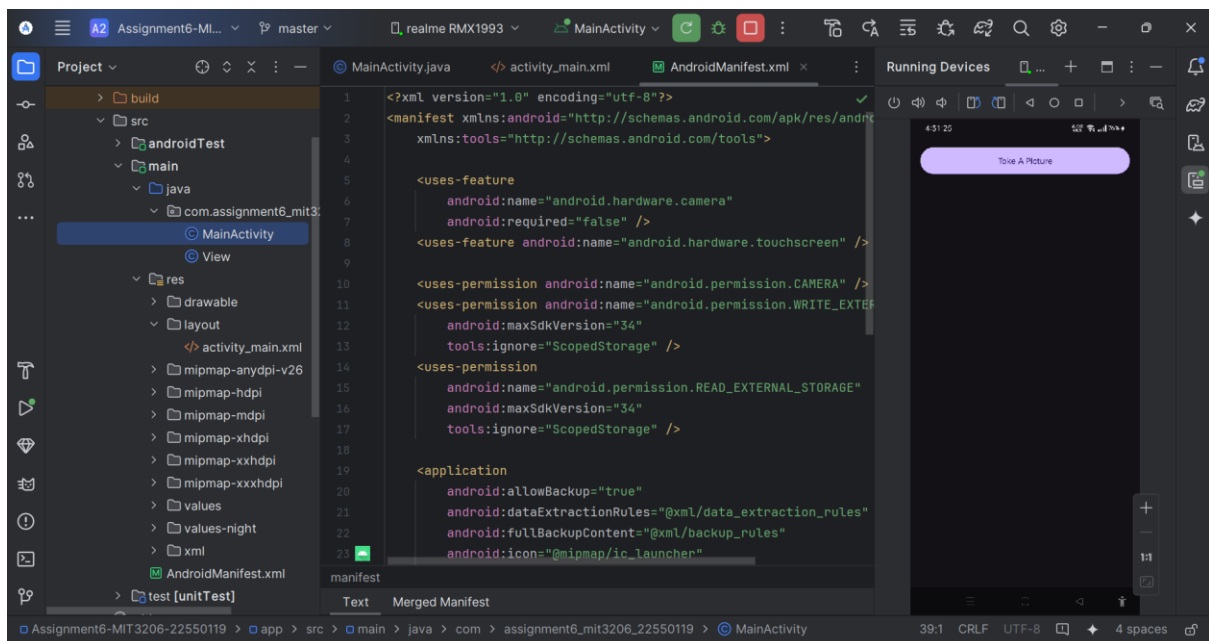 A2 Assignment6-MI... master realme RMX1993 MainActivity
Project
build
src
androidTest
main
java
com.assignment6_mit3
MainActivity
View
res
drawable
layout
activity_main.xml
mipmap-anydpi-v26
mipmap-hdpi
mipmap-mdpi
mipmap-xhdpi
mipmap-xxhdpi
mipmap-xxxhdpi
values
values-night
xml
AndroidManifest.xml
test [unitTest]
MainActivity.java activity_main.xml AndroidManifest.xml
1 <?xml version="1.0" encoding="utf-8"?>
2 <manifest xmlns:android="http://schemas.android.com/apk/res/andro
3 xmlns:tools="http://schemas.android.com/tools">
4
5 <uses-feature
6 android:name="android.hardware.camera"
7 android:required="false" />
8 <uses-feature android:name="android.hardware.touchscreen" />
9
10 <uses-permission android:name="android.permission.CAMERA" />
11 <uses-permission android:name="android.permission.WRITE_EXTER
12 android:maxSdkVersion="34"
13 tools:ignore="ScopedStorage" />
14 <uses-permission
15 android:name="android.permission.READ_EXTERNAL_STORAGE"
16 android:maxSdkVersion="34"
17 tools:ignore="ScopedStorage" />
18
19 <application
20 android:allowBackup="true"
21 android:dataExtractionRules="@xml/data_extraction_rules"
22 android:fullBackupContent="@xml/backup_rules"
23 android:icon="@mipmap/ic_launcher"
manifest
Text Merged Manifest
Running Devices
Take A Picture
1:1
Assignment6-MIT3206-22550119 > app > src > main > java > com > assignment6_mit3206_22550119 > MainActivity 39:1 CRLF UTF-8 4 spaces